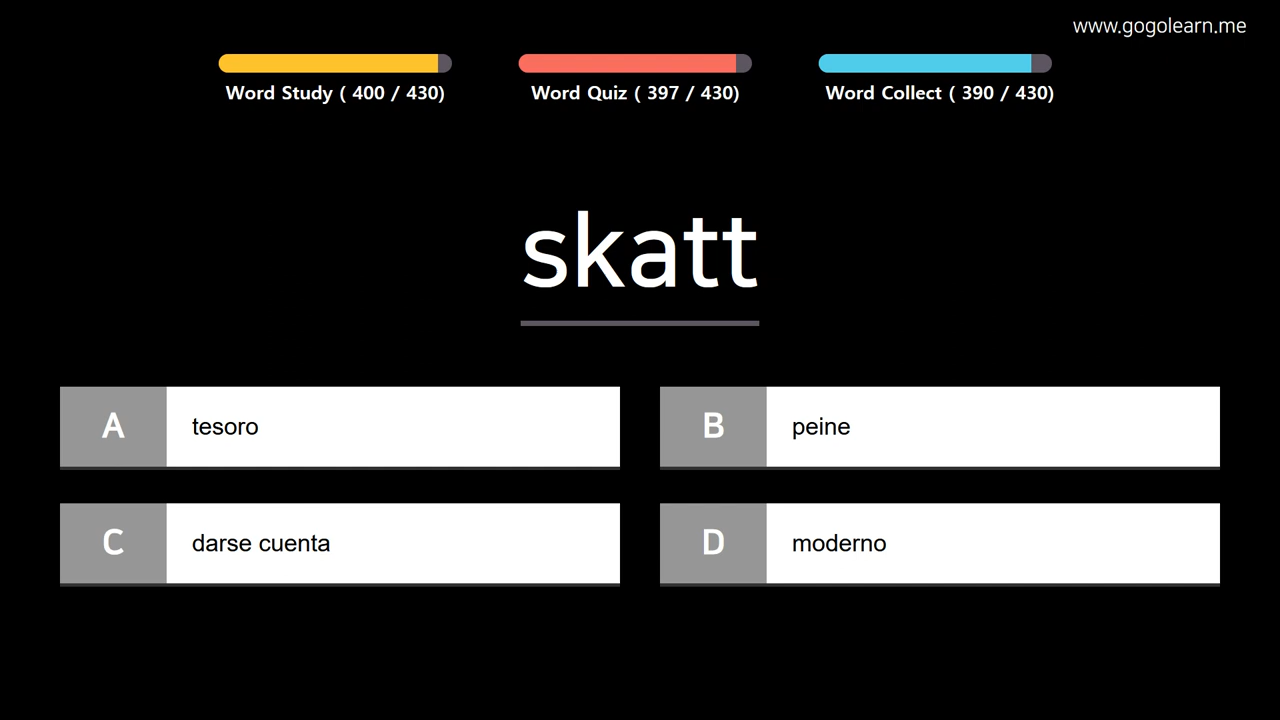 www.gogolearn.me
Word Study ( 400 / 430)
Word Quiz ( 397 / 430)
Word Collect ( 390 / 430)
skatt
A tesoro
B peine
C darse cuenta
D moderno